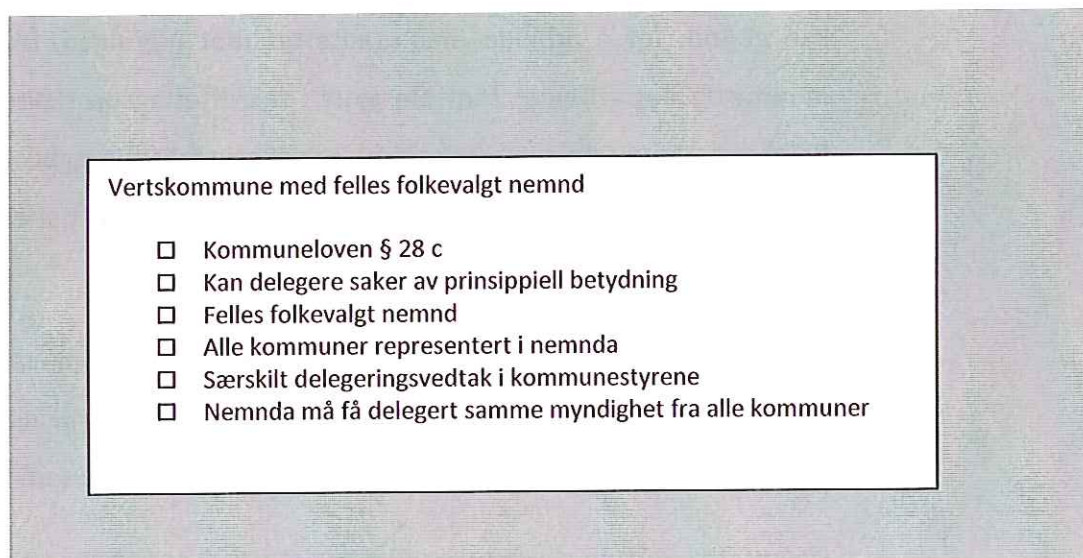 Vertskommune med felles folkevalgt nemnd
☐ Kommuneloven § 28 c
☐ Kan delegere saker av prinsippiell betydning
☐ Felles folkevalgt nemnd
☐ Alle kommuner representert i nemnda
☐ Særskilt delegeringsvedtak i kommunestyrene
☐ Nemnda må få delegert samme myndighet fra alle kommuner